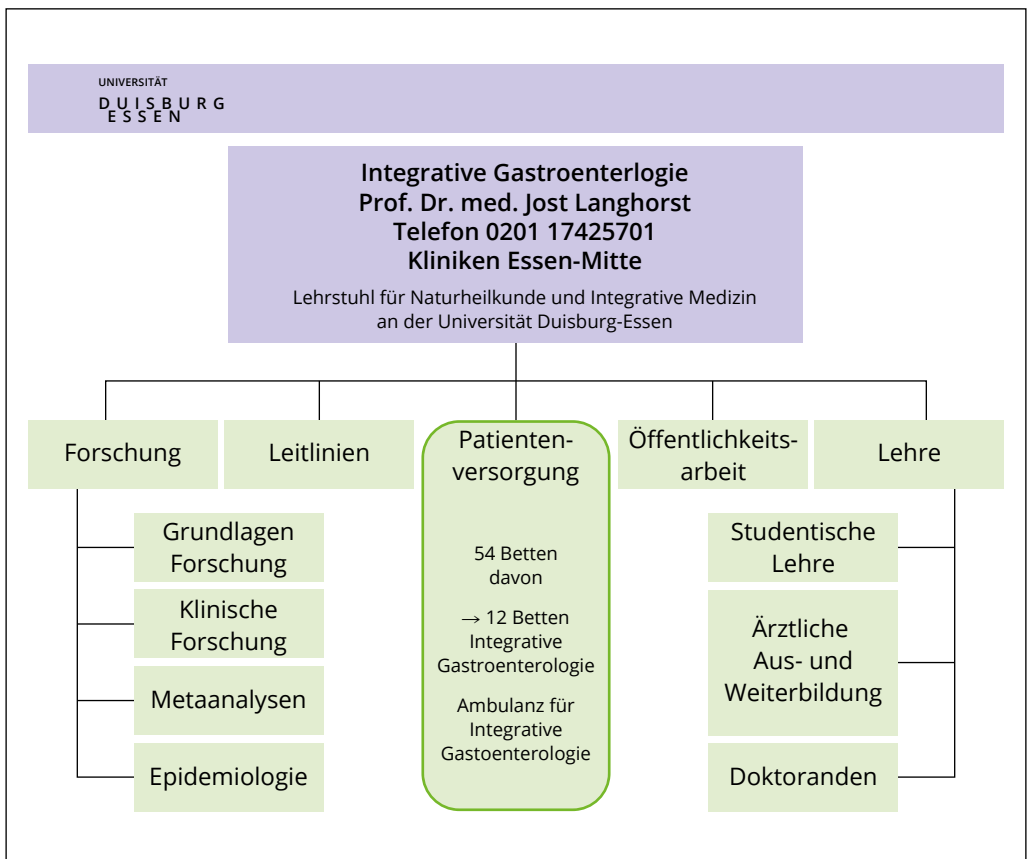 UNIVERSITÄT
DUISBURG
ESSEN
Integrative Gastroenterlogie
Prof. Dr. med. Jost Langhorst
Telefon 0201 17425701
Kliniken Essen-Mitte
Lehrstuhl für Naturheilkunde und Integrative Medizin
an der Universität Duisburg-Essen
Forschung
Leitlinien
Patienten-
versorgung
Öffentlichkeits-
arbeit
Lehre
Grundlagen
Forschung
Klinische
Forschung
Metaanalysen
Epidemiologie
54 Betten
davon
→ 12 Betten
Integrative
Gastroenterologie
Ambulanz für
Integrative
Gastoenterologie
Studentische
Lehre
Ärztliche
Aus- und
Weiterbildung
Doktoranden